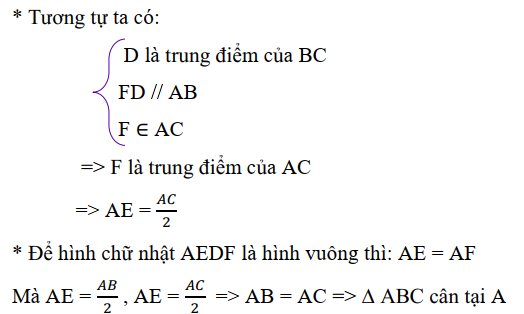 * Tương tự ta có:
D là trung điểm của BC
FD // AB
F ∈ AC
=> F là trung điểm của AC
=> AE = AC/2
* Để hình chữ nhật AEDF là hình vuông thì: AE = AF
Mà AE = AB/2 , AE = AC/2 => AB = AC => Δ ABC cân tại A